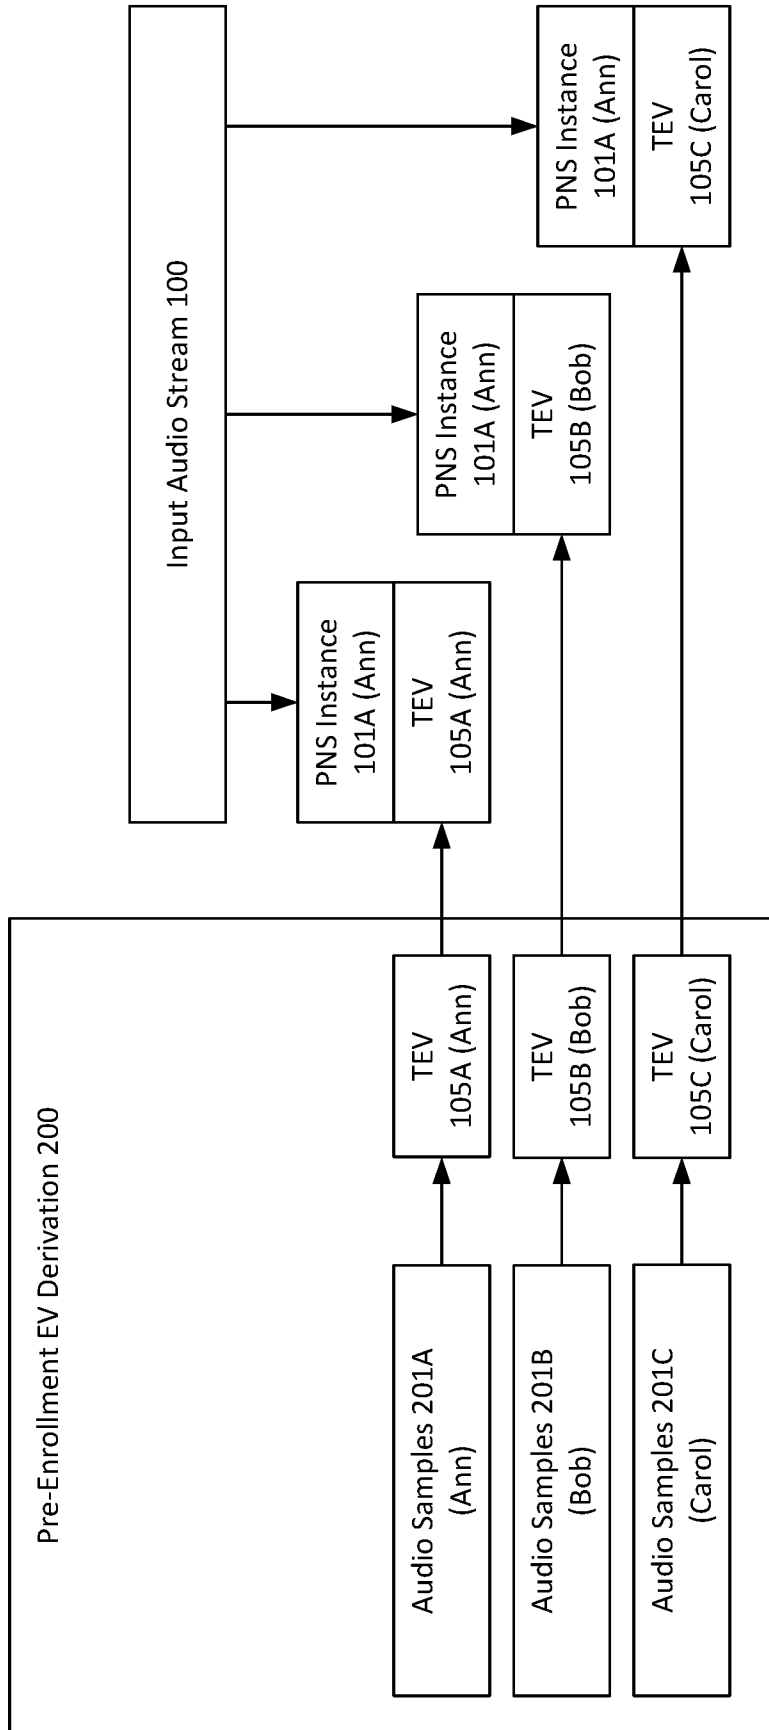 Pre-Enrollment EV Derivation 200
Audio Samples 201A
(Ann)
TEV
105A (Ann)
Audio Samples 201B
(Bob)
TEV
105B (Bob)
Audio Samples 201C
(Carol)
TEV
105C (Carol)
Input Audio Stream 100
PNS Instance
101A (Ann)
TEV
105A (Ann)
PNS Instance
101A (Ann)
TEV
105B (Bob)
PNS Instance
101A (Ann)
TEV
105C (Carol)